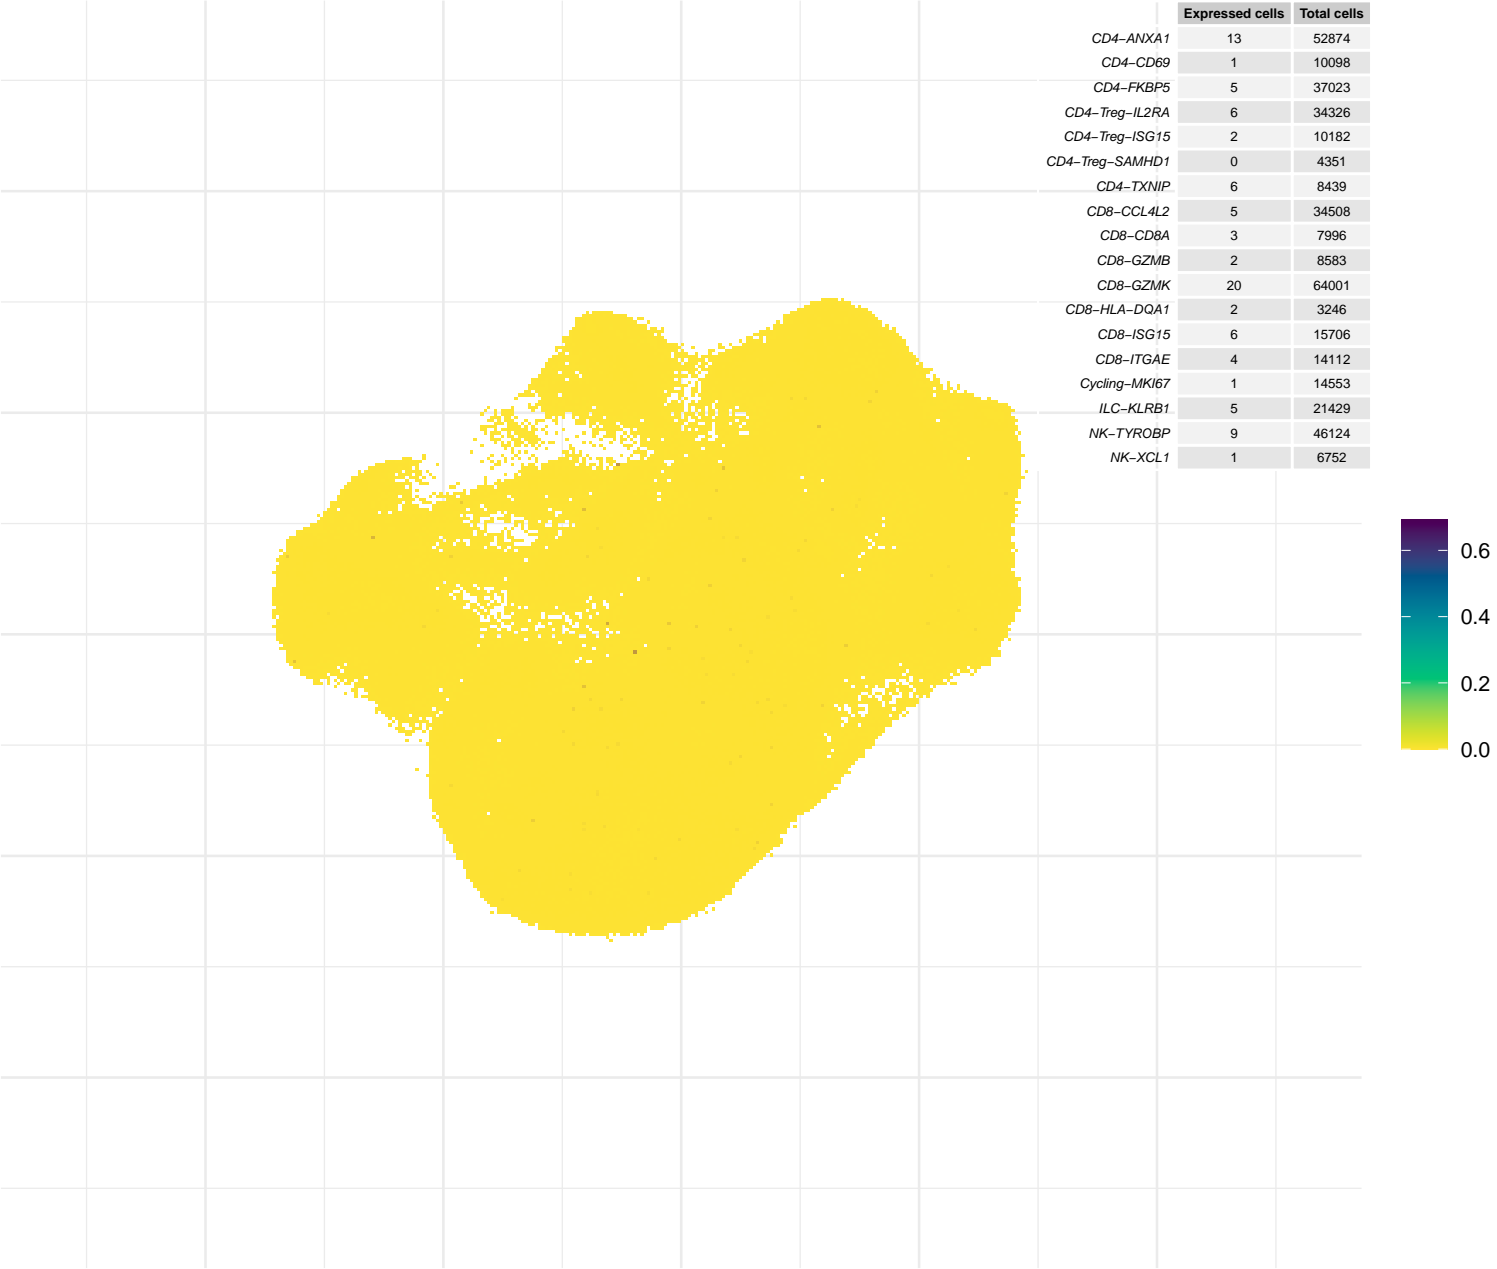 Expressed cells Total cells
CD4−ANXA1 13 52874
CD4−CD69 1 10098
CD4−FKBP5 5 37023
CD4−Treg−IL2RA 6 34326
CD4−Treg−ISG15 2 10182
CD4−Treg−SAMHD1 0 4351
CD4−TXNIP 6 8439
CD8−CCL4L2 5 34508
CD8−CD8A 3 7996
CD8−GZMB 2 8583
CD8−GZMK 20 64001
CD8−HLA−DQA1 2 3246
CD8−ISG15 6 15706
CD8−ITGAE 4 14112
Cycling−MKI67 1 14553
ILC−KLRB1 5 21429
NK−TYROBP 9 46124
NK−XCL1 1 6752
0.6
0.4
0.2
0.0